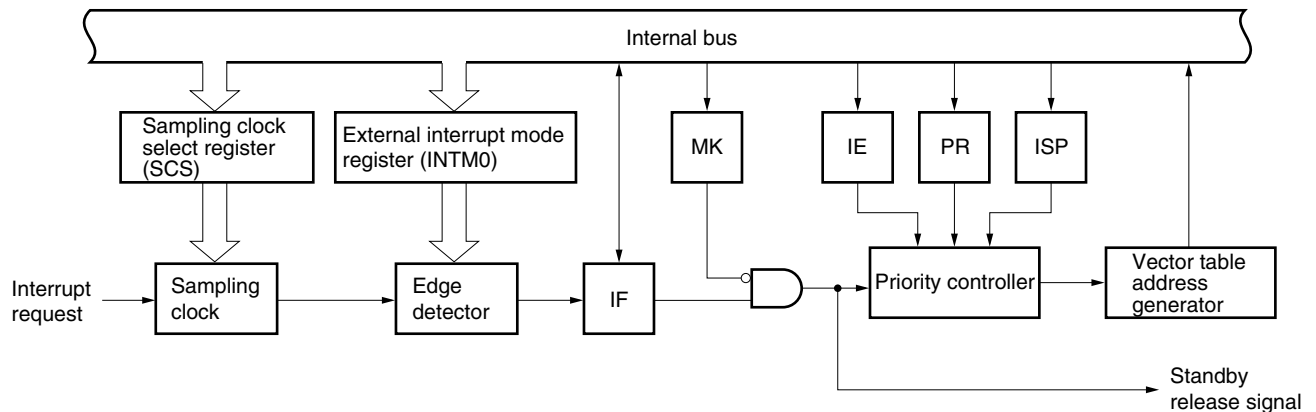 Internal bus
Sampling clock
select register
(SCS)
External interrupt mode
register (INTM0)
MK
IE
PR
ISP
Interrupt
request
Sampling
clock
Edge
detector
IF
Priority controller
Vector table
address
generator
Standby
release signal